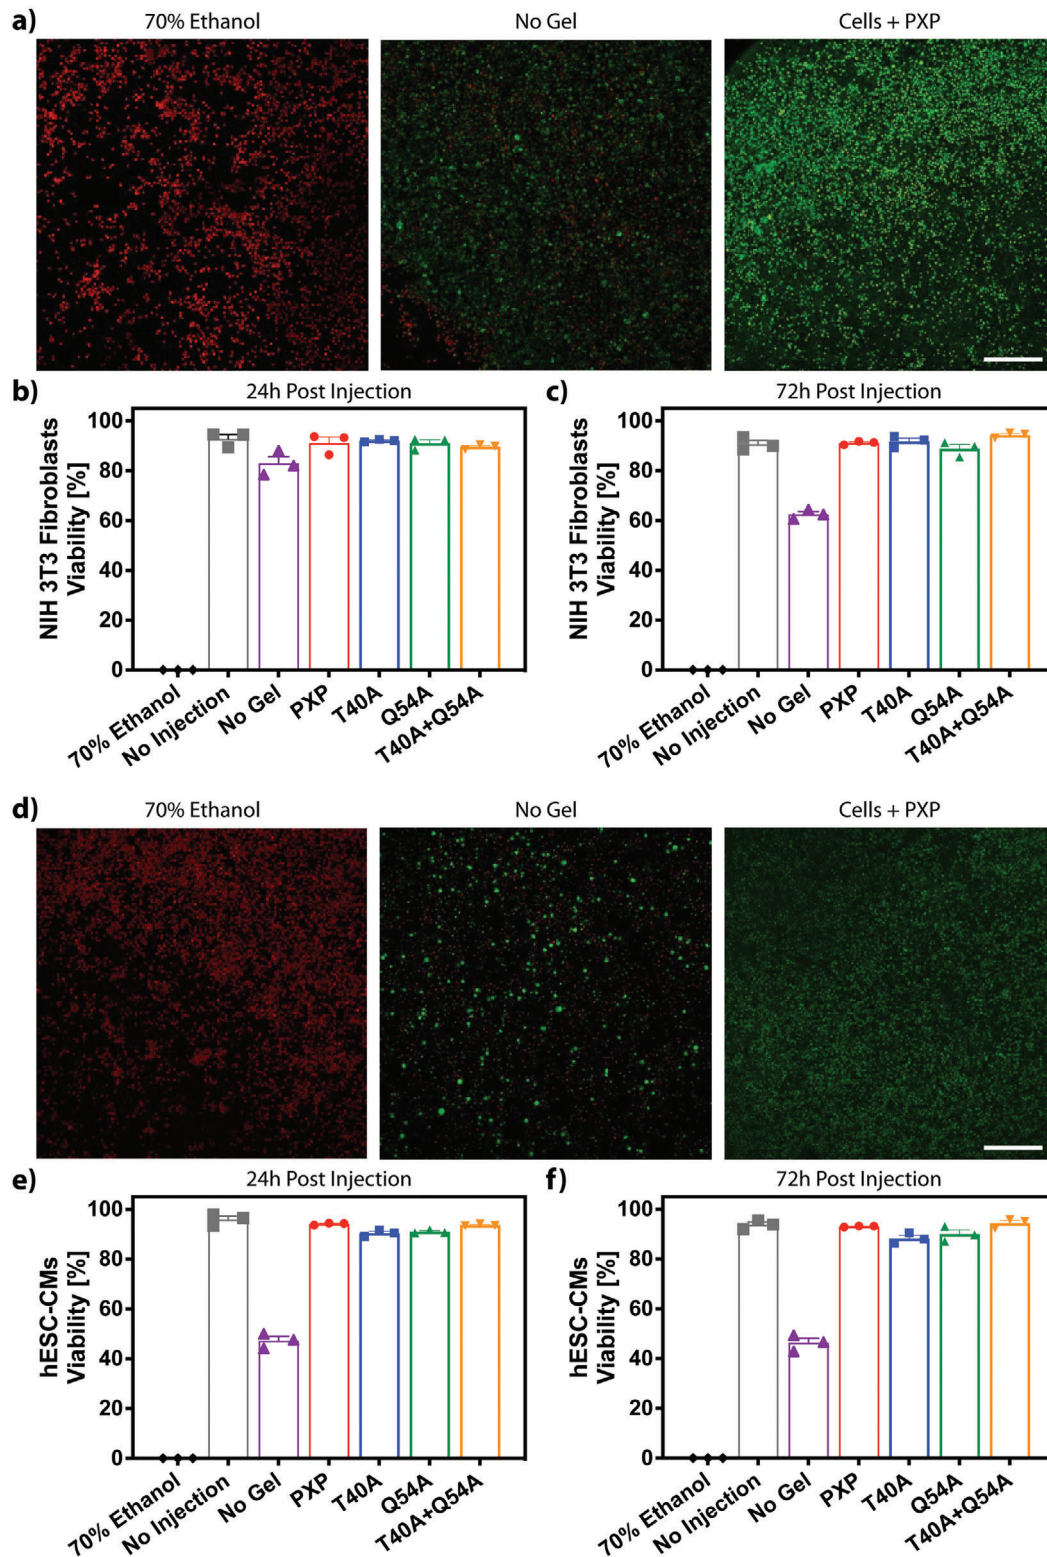 a)
70% Ethanol
No Gel
Cells + PXP
b)
24h Post Injection
NIH 3T3 Fibroblasts
Viability [%]
100
80
60
40
20
0
70% Ethanol
No Injection
No Gel
PXP
T40A
Q54A
T40A+Q54A
c)
72h Post Injection
NIH 3T3 Fibroblasts
Viability [%]
100
80
60
40
20
0
70% Ethanol
No Injection
No Gel
PXP
T40A
Q54A
T40A+Q54A
d)
70% Ethanol
No Gel
Cells + PXP
e)
24h Post Injection
hESC-CMs
Viability [%]
100
80
60
40
20
0
70% Ethanol
No Injection
No Gel
PXP
T40A
Q54A
T40A+Q54A
f)
72h Post Injection
hESC-CMs
Viability [%]
100
80
60
40
20
0
70% Ethanol
No Injection
No Gel
PXP
T40A
Q54A
T40A+Q54A